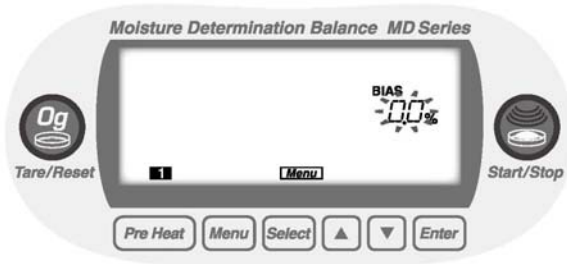 Moisture Determination Balance MD Series
BIAS
0.0%
0g
Tare/Reset
Start/Stop
1
Menu
Pre Heat Menu Select ▲ ▼ Enter